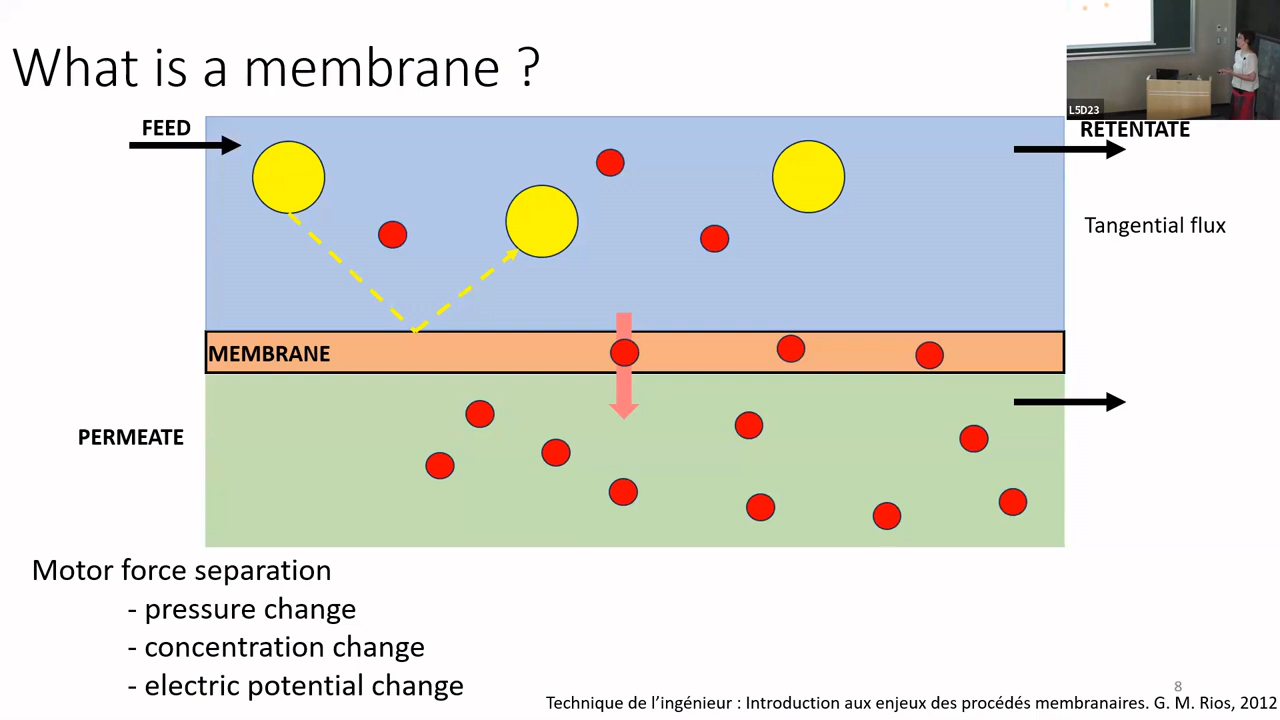 What is a membrane ?
L5D23
FEED
RETENTATE
Tangential flux
MEMBRANE
PERMEATE
Motor force separation
- pressure change
- concentration change
- electric potential change
8
Technique de l’ingénieur : Introduction aux enjeux des procédés membranaires. G. M. Rios, 2012